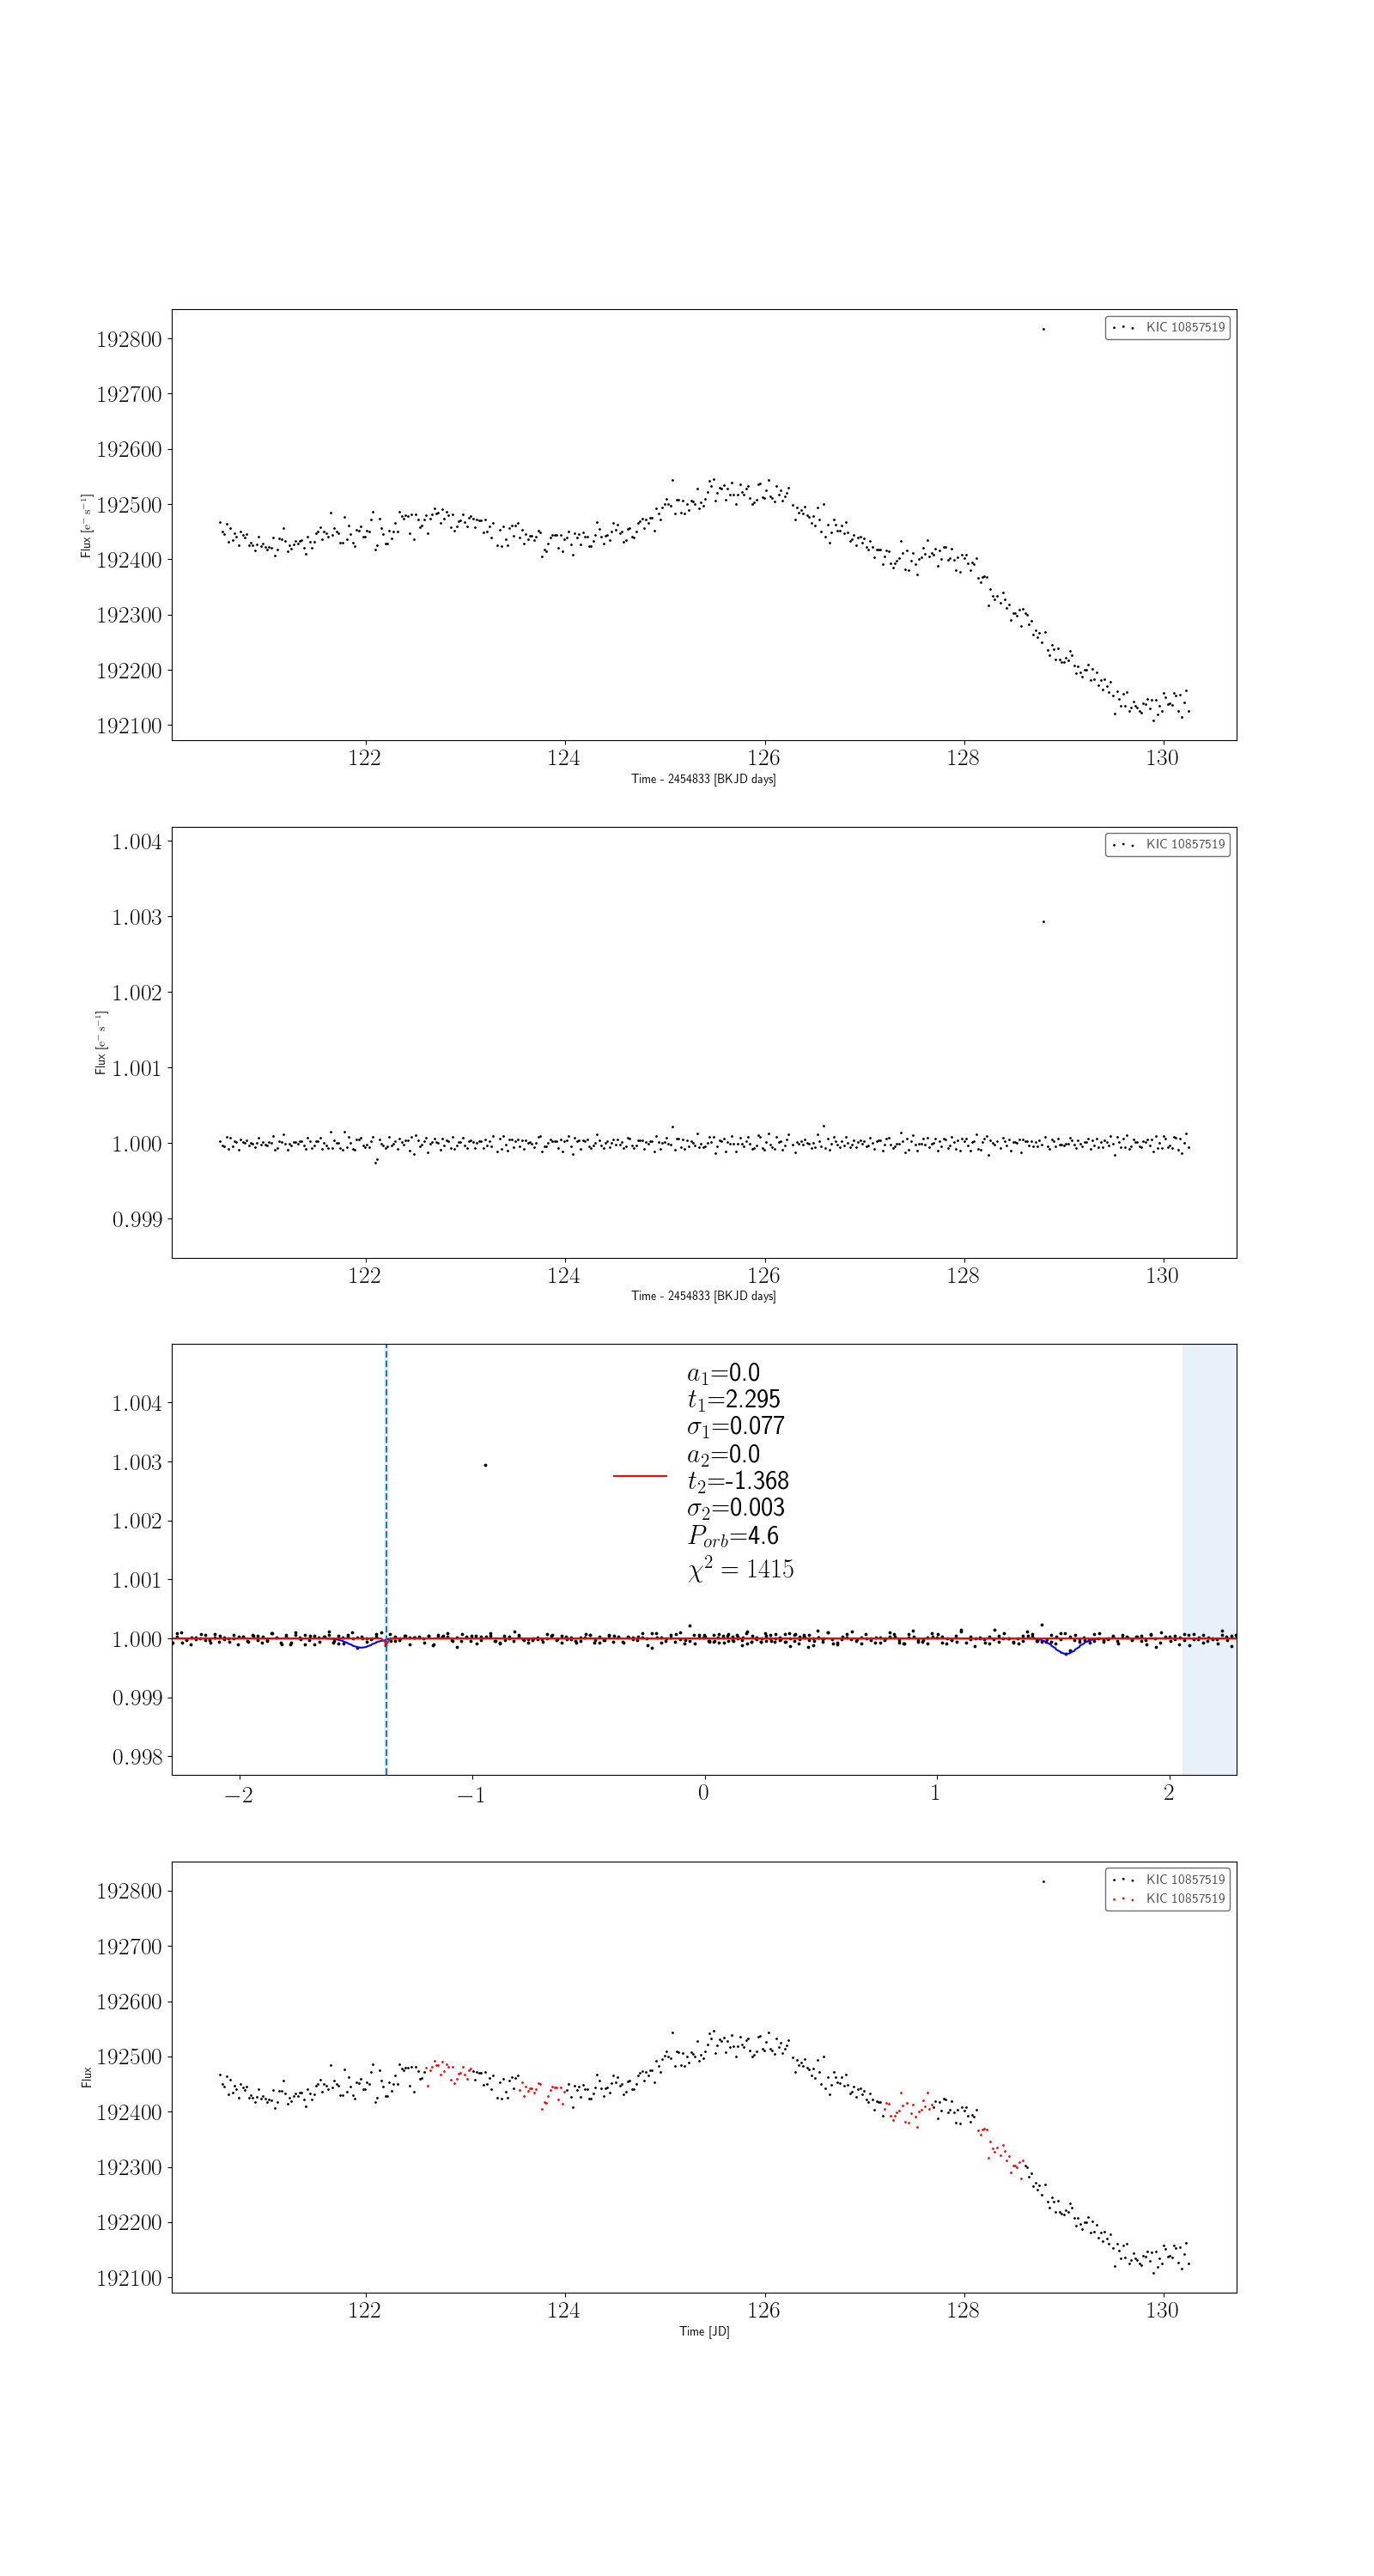 KIC 10857519
192800
192700
192600
192500
192400
192300
192200
192100
Flux [e⁻ s⁻¹]
122 124 126 128 130
Time - 2454833 [BKJD days]
KIC 10857519
1.004
1.003
1.002
1.001
1.000
0.999
Flux [e⁻ s⁻¹]
122 124 126 128 130
Time - 2454833 [BKJD days]
a₁=0.0
t₁=2.295
σ₁=0.077
a₂=0.0
t₂=-1.368
σ₂=0.003
P_orb=4.6
χ² = 1415
1.004
1.003
1.002
1.001
1.000
0.999
0.998
−2 −1 0 1 2
KIC 10857519
KIC 10857519
192800
192700
192600
192500
192400
192300
192200
192100
Flux
122 124 126 128 130
Time [JD]